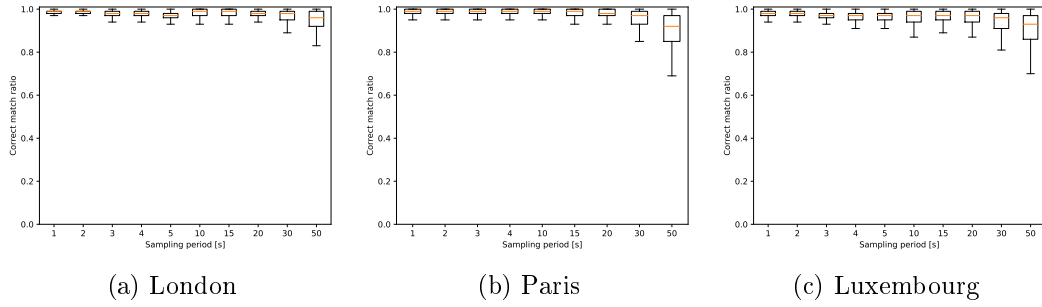 1.0
0.8
0.6
0.4
0.2
0.0
Correct match ratio
1 2 3 4 5 10 15 20 30 50
Sampling period [s]
(a) London
1.0
0.8
0.6
0.4
0.2
0.0
Correct match ratio
1 2 3 4 10 15 20 30 50
Sampling period [s]
(b) Paris
1.0
0.8
0.6
0.4
0.2
0.0
Correct match ratio
1 2 3 4 5 10 15 20 30 50
Sampling period [s]
(c) Luxembourg